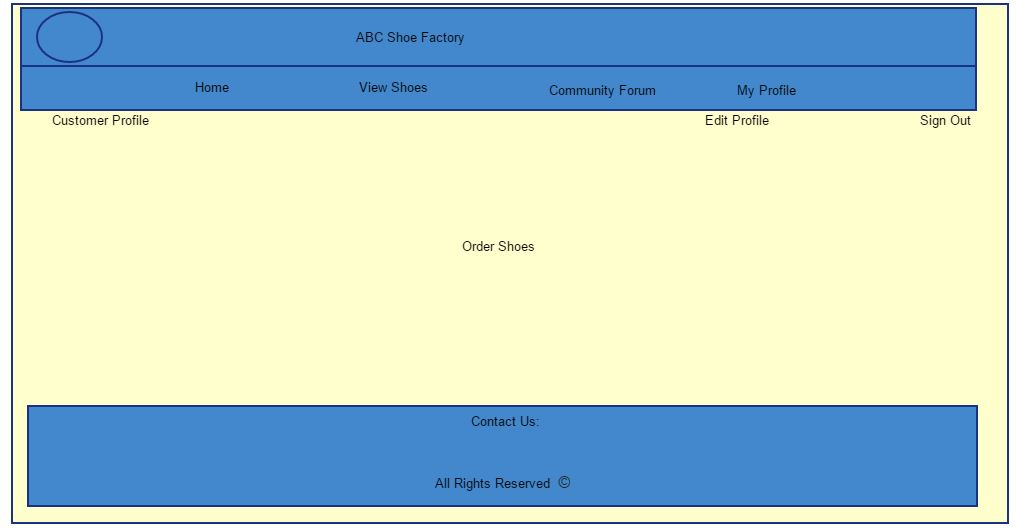 ABC Shoe Factory
Home View Shoes Community Forum My Profile
Customer Profile Edit Profile Sign Out
Order Shoes
Contact Us:
All Rights Reserved ©